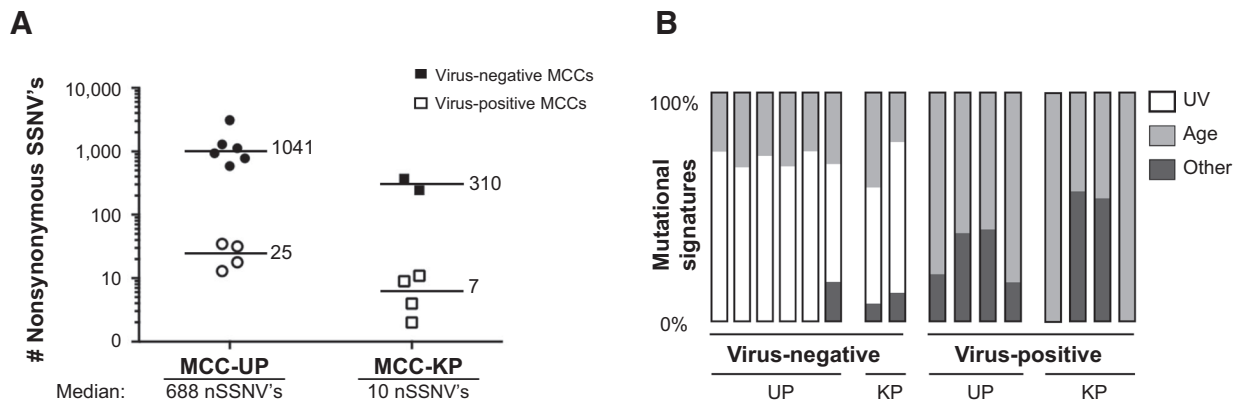 A
# Nonsynonymous SSNV's
10,000
1,000
100
10
0
Virus-negative MCCs
Virus-positive MCCs
1041
25
310
7
MCC-UP
MCC-KP
Median:
688 nSSNV's
10 nSSNV's
B
Mutational
signatures
100%
0%
UV
Age
Other
Virus-negative
Virus-positive
UP
KP
UP
KP